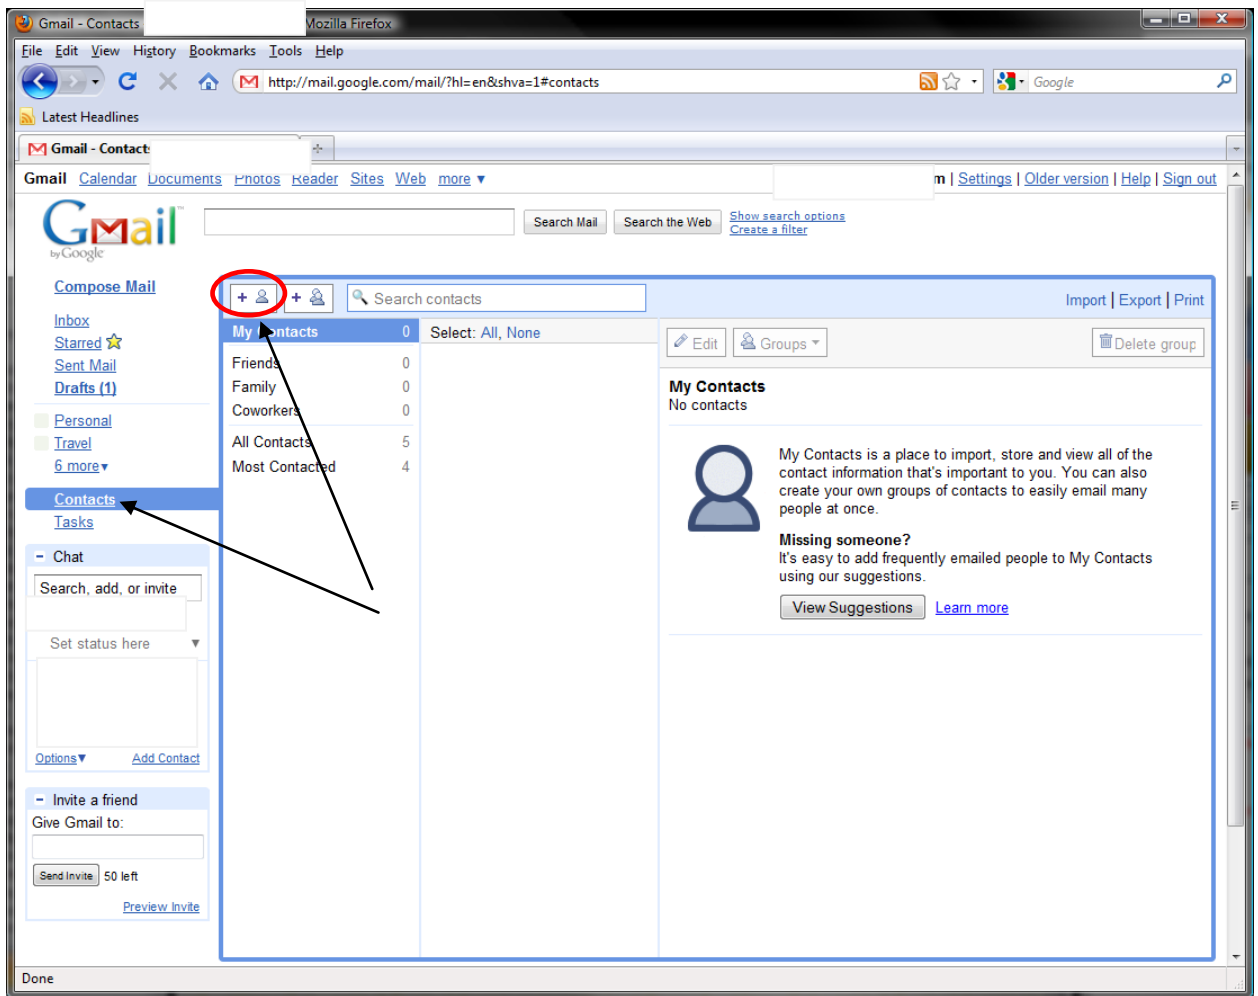 Gmail - Contacts Mozilla Firefox
File Edit View History Bookmarks Tools Help
http://mail.google.com/mail/?hl=en&shva=1#contacts
Google
Latest Headlines
Gmail - Contacts
Gmail Calendar Documents Photos Reader Sites Web more ▼
m | Settings | Older version | Help | Sign out
Gmail™
by Google
Search Mail
Search the Web
Show search options
Create a filter
Compose Mail
Inbox
Starred
Sent Mail
Drafts (1)
Personal
Travel
6 more▼
Contacts
Tasks
– Chat
Search, add, or invite
Set status here ▼
Options▼ Add Contact
– Invite a friend
Give Gmail to:
Send Invite 50 left
Preview Invite
+ +
Search contacts
Import | Export | Print
My Contacts 0
Friends 0
Family 0
Coworkers 0
All Contacts 5
Most Contacted 4
Select: All, None
Edit
Groups ▼
Delete group
My Contacts
No contacts
My Contacts is a place to import, store and view all of the
contact information that's important to you. You can also
create your own groups of contacts to easily email many
people at once.
Missing someone?
It's easy to add frequently emailed people to My Contacts
using our suggestions.
View Suggestions Learn more
Done